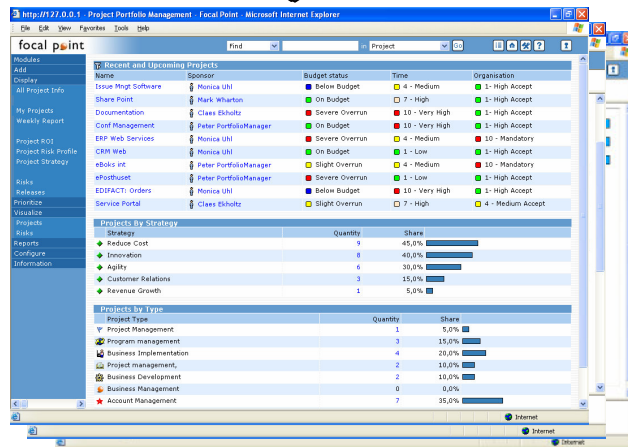 http://127.0.0.1 - Project Portfolio Management - Focal Point - Microsoft Internet Explorer
File Edit View Favorites Tools Help
focal point Find in Project Go ?
Modules
Add
Display
All Project Info
My Projects
Weekly Report
Project ROI
Project Risk Profile
Project Strategy
Risks
Releases
Prioritize
Visualize
Projects
Risks
Reports
Configure
Information
Recent and Upcoming Projects
Name Sponsor Budget status Time Organisation
Issue Mngt Software Monica Uhl Below Budget 4 - Medium 1- High Accept
Share Point Mark Wharton On Budget 7 - High 1- High Accept
Documentation Claes Ekholtz Severe Overrun 10 - Very High 1- High Accept
Conf Management Peter PortfolioManager On Budget 10 - Very High 1- High Accept
ERP Web Services Monica Uhl Severe Overrun 4 - Medium 10 - Mandatory
CRM Web Monica Uhl On Budget 1 - Low 1- High Accept
eBoks int Peter PortfolioManager Slight Overrun 4 - Medium 10 - Mandatory
ePosthuset Peter PortfolioManager Severe Overrun 1 - Low 1- High Accept
EDIFACT: Orders Monica Uhl Below Budget 10 - Very High 1- High Accept
Service Portal Claes Ekholtz Slight Overrun 7 - High 4 - Medium Accept
Projects By Strategy
Strategy Quantity Share
Reduce Cost 9 45,0%
Innovation 8 40,0%
Agility 6 30,0%
Customer Relations 3 15,0%
Revenue Growth 1 5,0%
Projects by Type
Project Type Quantity Share
Project Management 1 5,0%
Program management 3 15,0%
Business Implementation 4 20,0%
Project management, 2 10,0%
Business Development 2 10,0%
Business Management 0 0,0%
Account Management 7 35,0%
Internet
Internet
Internet